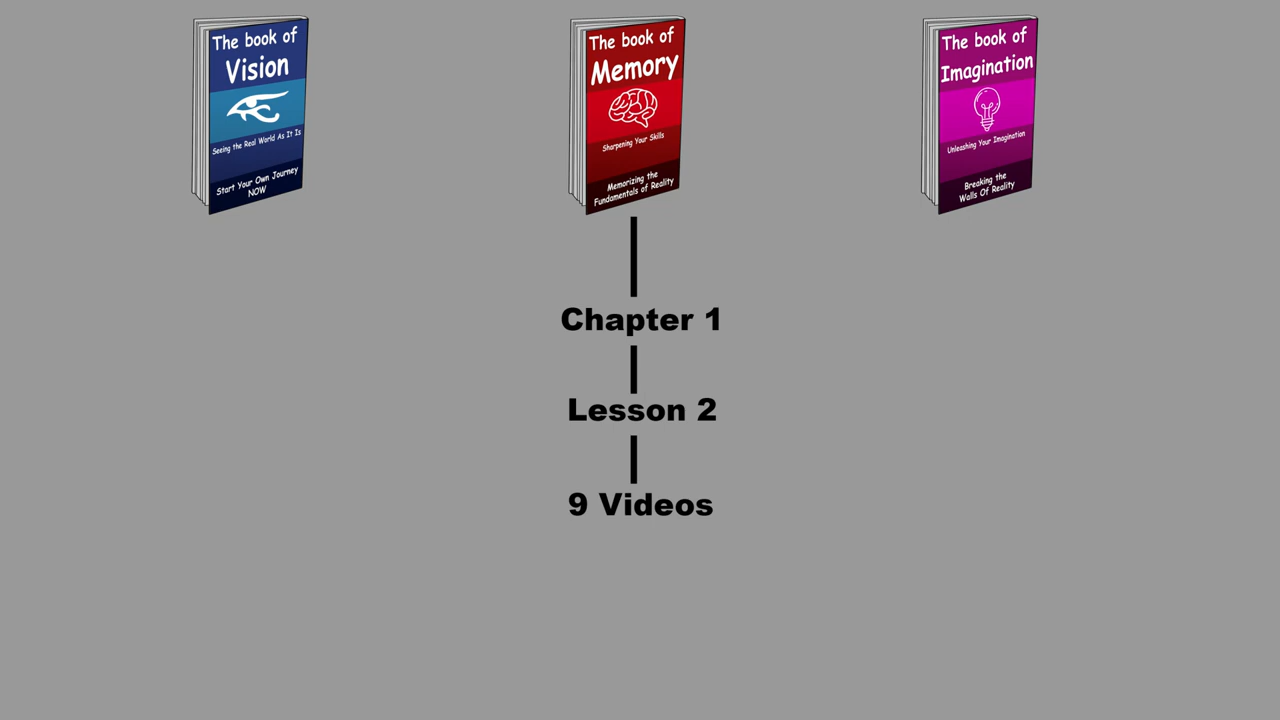 The book of
Vision
Seeing the Real World As It Is
Start Your Own Journey
NOW
The book of
Memory
Sharpening Your Skills
Memorizing the
Fundamentals of Reality
The book of
Imagination
Unleashing Your Imagination
Breaking the
Walls Of Reality
Chapter 1
Lesson 2
9 Videos